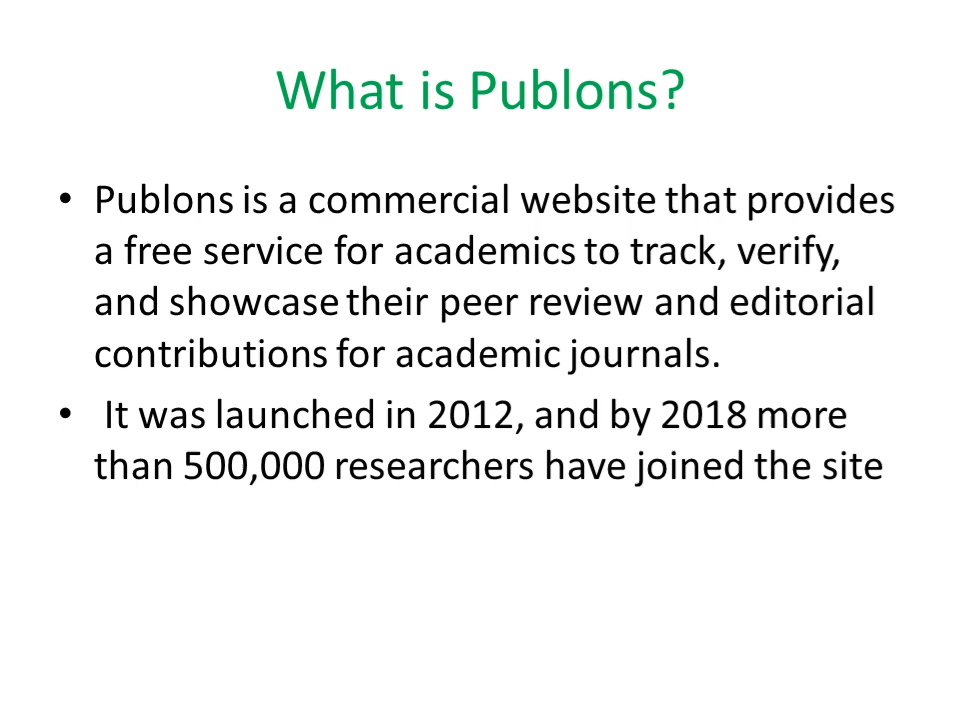 What is Publons?
• Publons is a commercial website that provides
a free service for academics to track, verify,
and showcase their peer review and editorial
contributions for academic journals.
• It was launched in 2012, and by 2018 more
than 500,000 researchers have joined the site